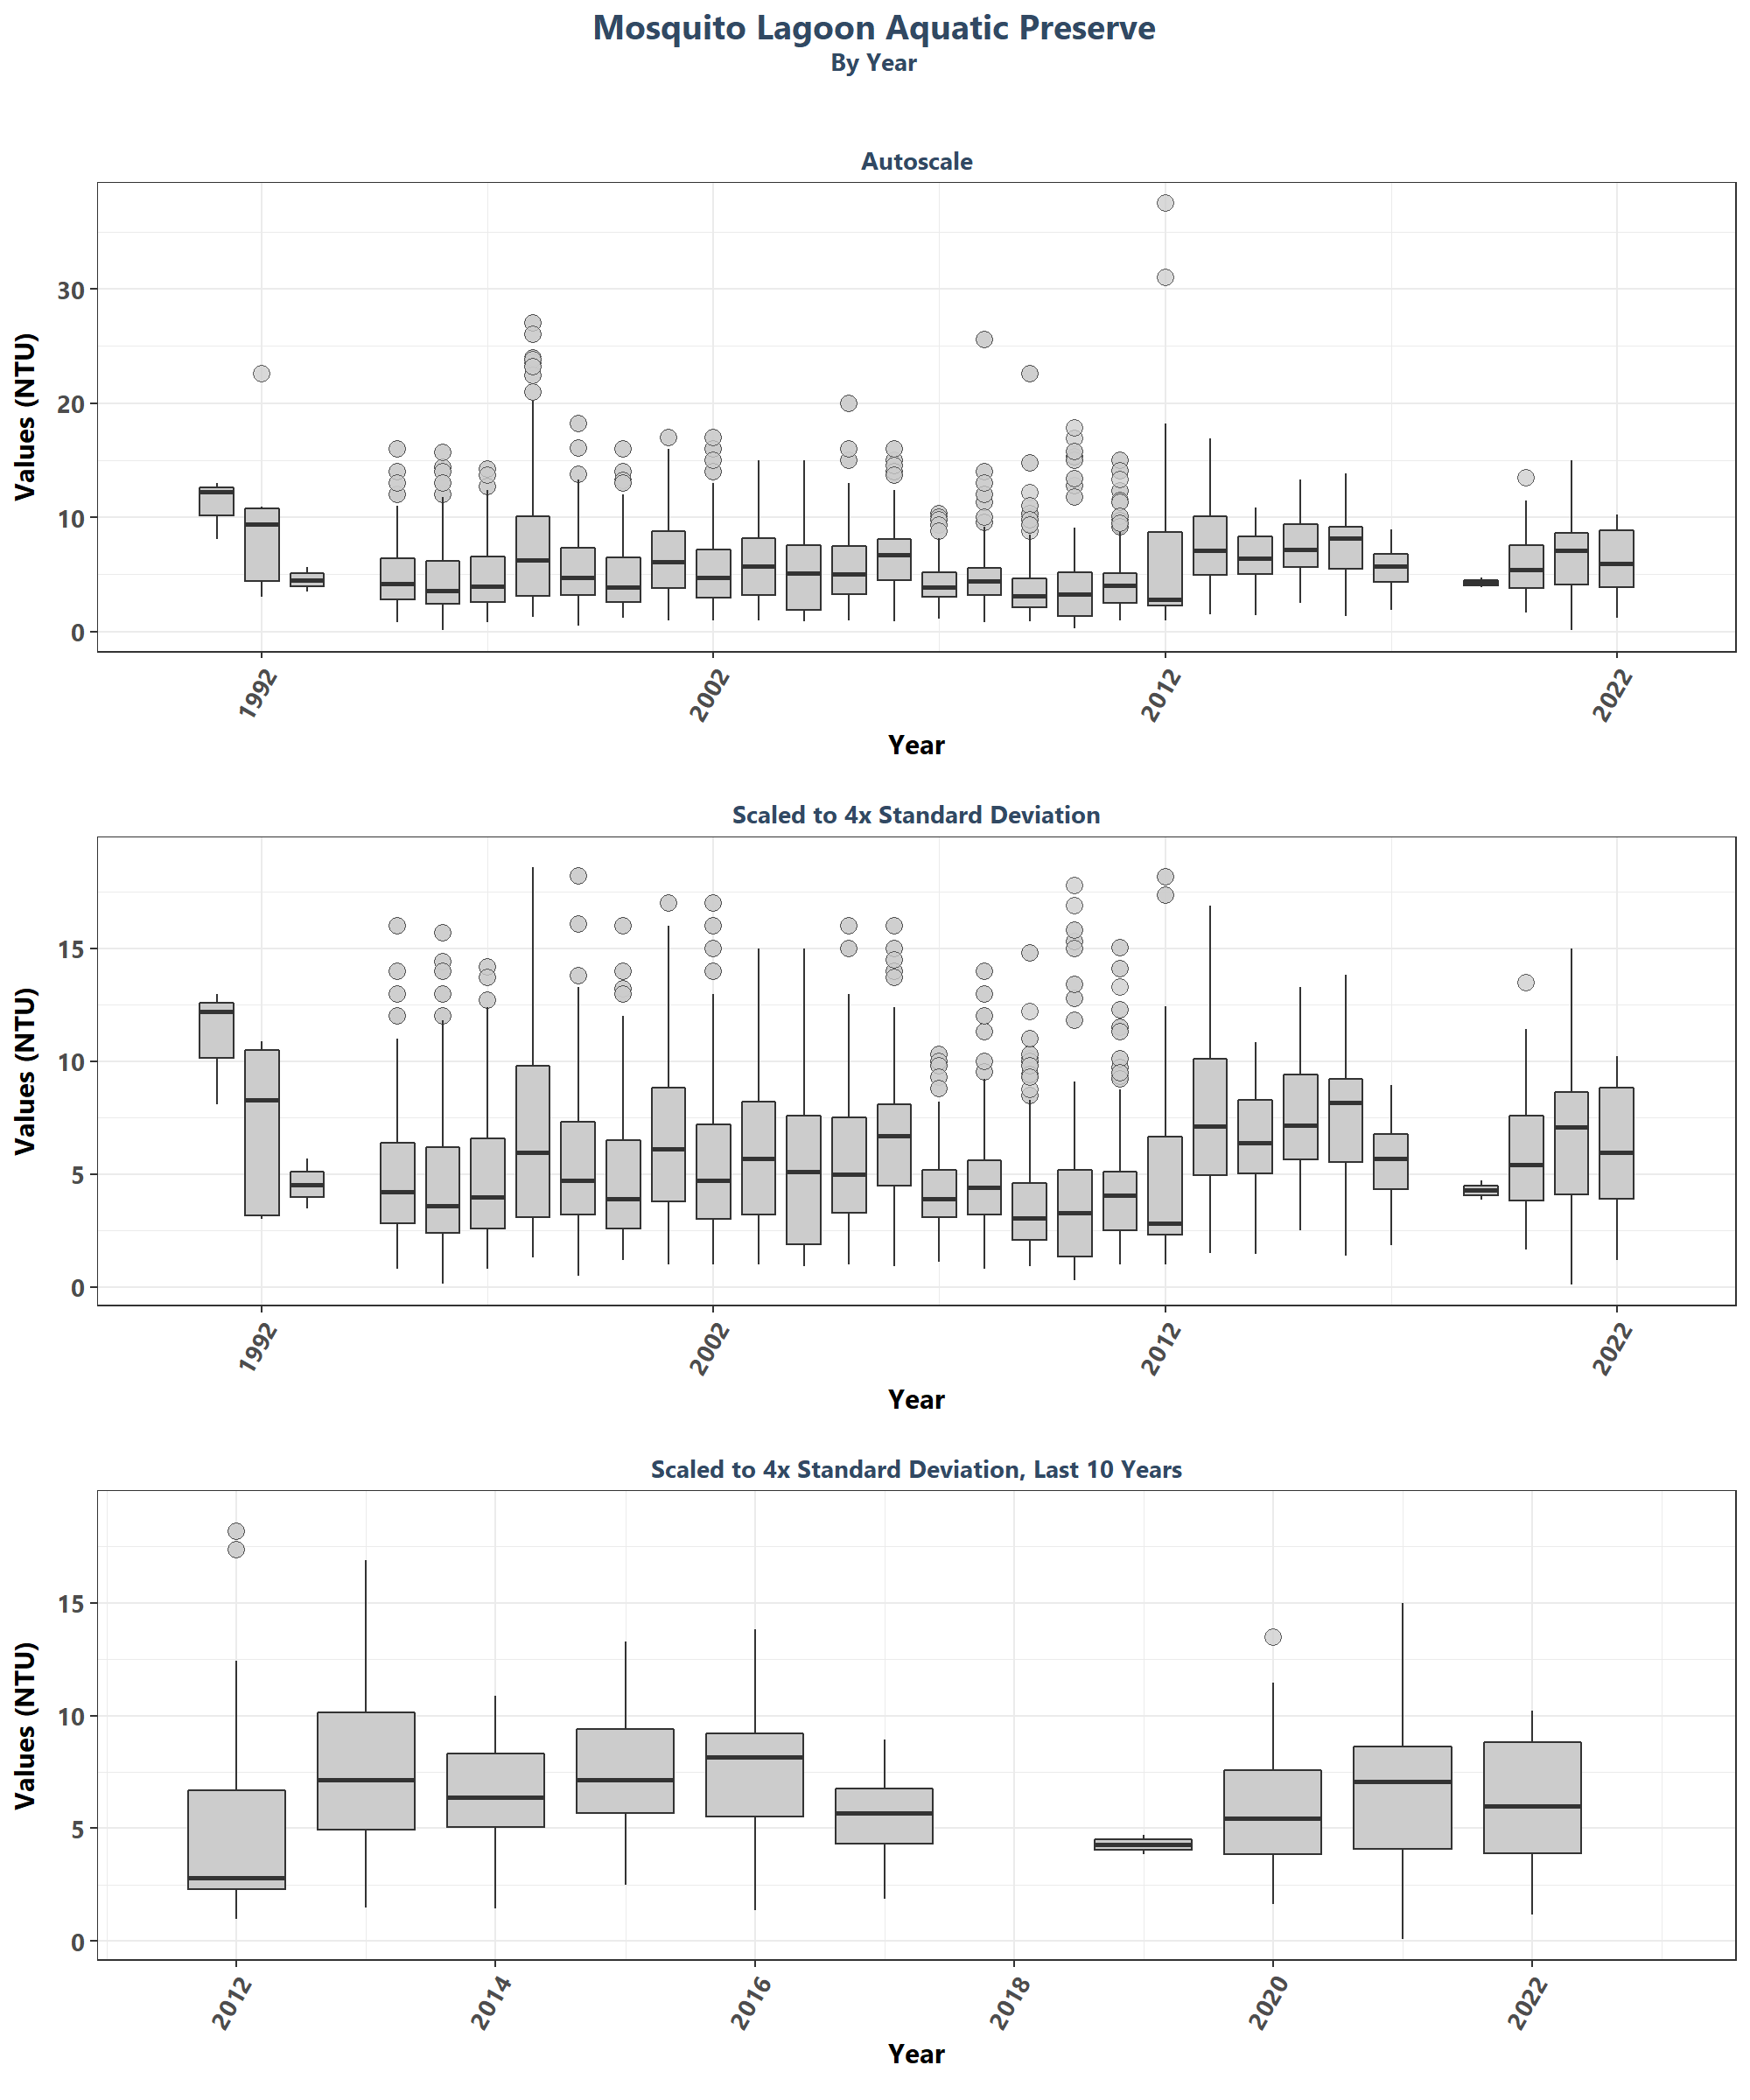 Mosquito Lagoon Aquatic Preserve
By Year
Autoscale
Values (NTU)
30
20
10
0
1992
2002
2012
2022
Year
Scaled to 4x Standard Deviation
Values (NTU)
15
10
5
0
1992
2002
2012
2022
Year
Scaled to 4x Standard Deviation, Last 10 Years
Values (NTU)
15
10
5
0
2012
2014
2016
2018
2020
2022
Year